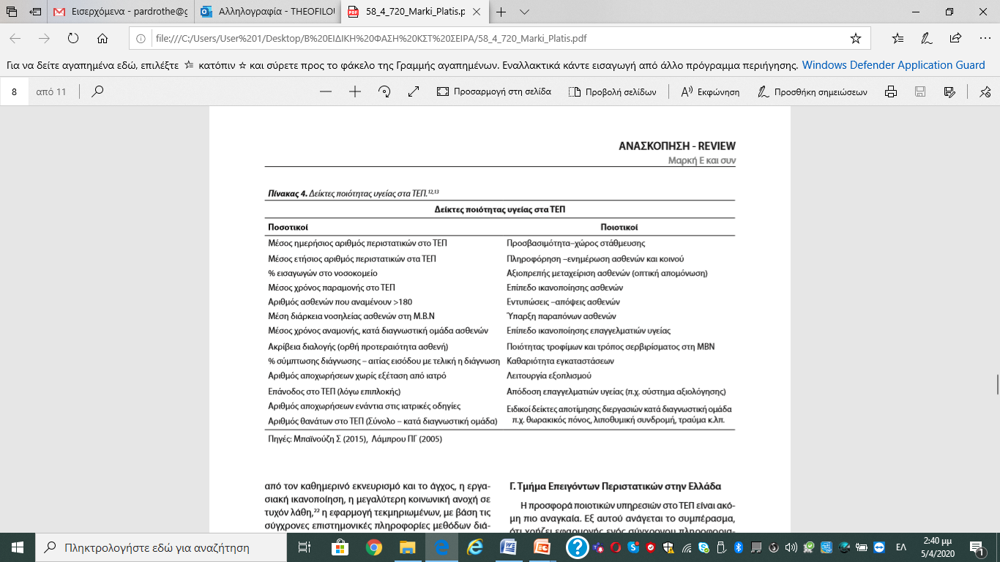 Εισερχόμενα - pardrothe@g
Αλληλογραφία - THEOFILOU
58_4_720_Marki_Platis.p
file:///C:/Users/User%201/Desktop/Β%20ΕΙΔΙΚΗ%20ΦΑΣΗ%20ΚΣΤ%20ΣΕΙΡΑ/58_4_720_Marki_Platis.pdf
Για να δείτε αγαπημένα εδώ, επιλέξτε κατόπιν και σύρετε προς το φάκελο της Γραμμής αγαπημένων. Εναλλακτικά κάντε εισαγωγή από άλλο πρόγραμμα περιήγησης. Windows Defender Application Guard
8 από 11 Προσαρμογή στη σελίδα Προβολή σελίδων Εκφώνηση Προσθήκη σημειώσεων
ΑΝΑΣΚΟΠΗΣΗ - REVIEW
Μαρκή Ε και συν
Πίνακας 4. Δείκτες ποιότητας υγείας στα ΤΕΠ.12,13
Δείκτες ποιότητας υγείας στα ΤΕΠ
Ποσοτικοί Ποιοτικοί
Μέσος ημερήσιος αριθμός περιστατικών στο ΤΕΠ Προσβασιμότητα–χώρος στάθμευσης
Μέσος ετήσιος αριθμός περιστατικών στα ΤΕΠ Πληροφόρηση –ενημέρωση ασθενών και κοινού
% εισαγωγών στο νοσοκομείο Αξιοπρεπής μεταχείριση ασθενών (οπτική απομόνωση)
Μέσος χρόνος παραμονής στο ΤΕΠ Επίπεδο ικανοποίησης ασθενών
Αριθμός ασθενών που αναμένουν >180 Εντυπώσεις –απόψεις ασθενών
Μέση διάρκεια νοσηλείας ασθενών στη Μ.Β.Ν Ύπαρξη παραπόνων ασθενών
Μέσος χρόνος αναμονής, κατά διαγνωστική ομάδα ασθενών Επίπεδο ικανοποίησης επαγγελματιών υγείας
Ακρίβεια διαλογής (ορθή προτεραιότητα ασθενή) Ποιότητας τροφίμων και τρόπος σερβιρίσματος στη ΜΒΝ
% σύμπτωσης διάγνωσης – αιτίας εισόδου με τελική η διάγνωση Καθαριότητα εγκαταστάσεων
Αριθμός αποχωρήσεων χωρίς εξέταση από ιατρό Λειτουργία εξοπλισμού
Επάνοδος στο ΤΕΠ (λόγω επιπλοκής) Απόδοση επαγγελματιών υγείας (π.χ. σύστημα αξιολόγησης)
Αριθμός αποχωρήσεων ενάντια στις ιατρικές οδηγίες Ειδικοί δείκτες αποτίμησης διεργασιών κατά διαγνωστική ομάδα
Αριθμός θανάτων στο ΤΕΠ (Σύνολο – κατά διαγνωστική ομάδα) π.χ. θωρακικός πόνος, λιποθυμική συνδρομή, τραύμα κ.λπ.
Πηγές: Μπαϊνούζη Σ (2015), Λάμπρου ΠΓ (2005)
από τον καθημερινό εκνευρισμό και το άγχος, η εργα-
σιακή ικανοποίηση, η μεγαλύτερη κοινωνική ανοχή σε
τυχόν λάθη,22 η εφαρμογή τεκμηριωμένων, με βάση τις
σύγχρονες επιστημονικές πληροφορίες μεθόδων διά-
Γ. Τμήμα Επειγόντων Περιστατικών στην Ελλάδα
Η προσφορά ποιοτικών υπηρεσιών στο ΤΕΠ είναι ακό-
μη πιο αναγκαία. Εξ αυτού ανάγεται το συμπέρασμα,
ότι χρήζει εφαρμογής ενός σύγχρονου πληροφορια-
Πληκτρολογήστε εδώ για αναζήτηση
ΕΛ
2:40 μμ
5/4/2020